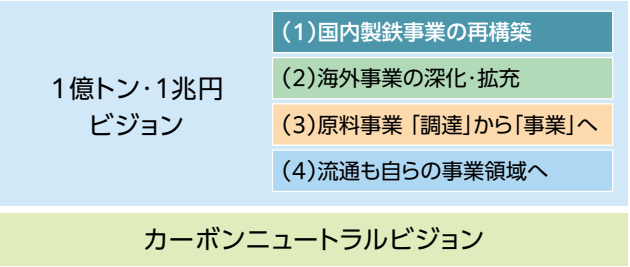 1億トン・1兆円
ビジョン
(1)国内製鉄事業の再構築
(2)海外事業の深化・拡充
(3)原料事業 「調達」から「事業」へ
(4)流通も自らの事業領域へ
カーボンニュートラルビジョン